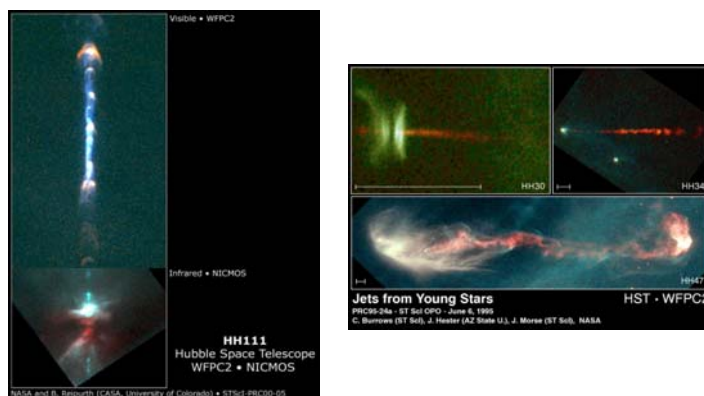 Visible • WFPC2
Infrared • NICMOS
HH111
Hubble Space Telescope
WFPC2 • NICMOS
NASA and B. Reipurth (CASA, University of Colorado) • STScI-PRC00-05
HH30
HH34
HH47
Jets from Young Stars
HST • WFPC2
PRC95-24a • ST ScI OPO • June 6, 1995
C. Burrows (ST ScI), J. Hester (AZ State U.), J. Morse (ST ScI), NASA